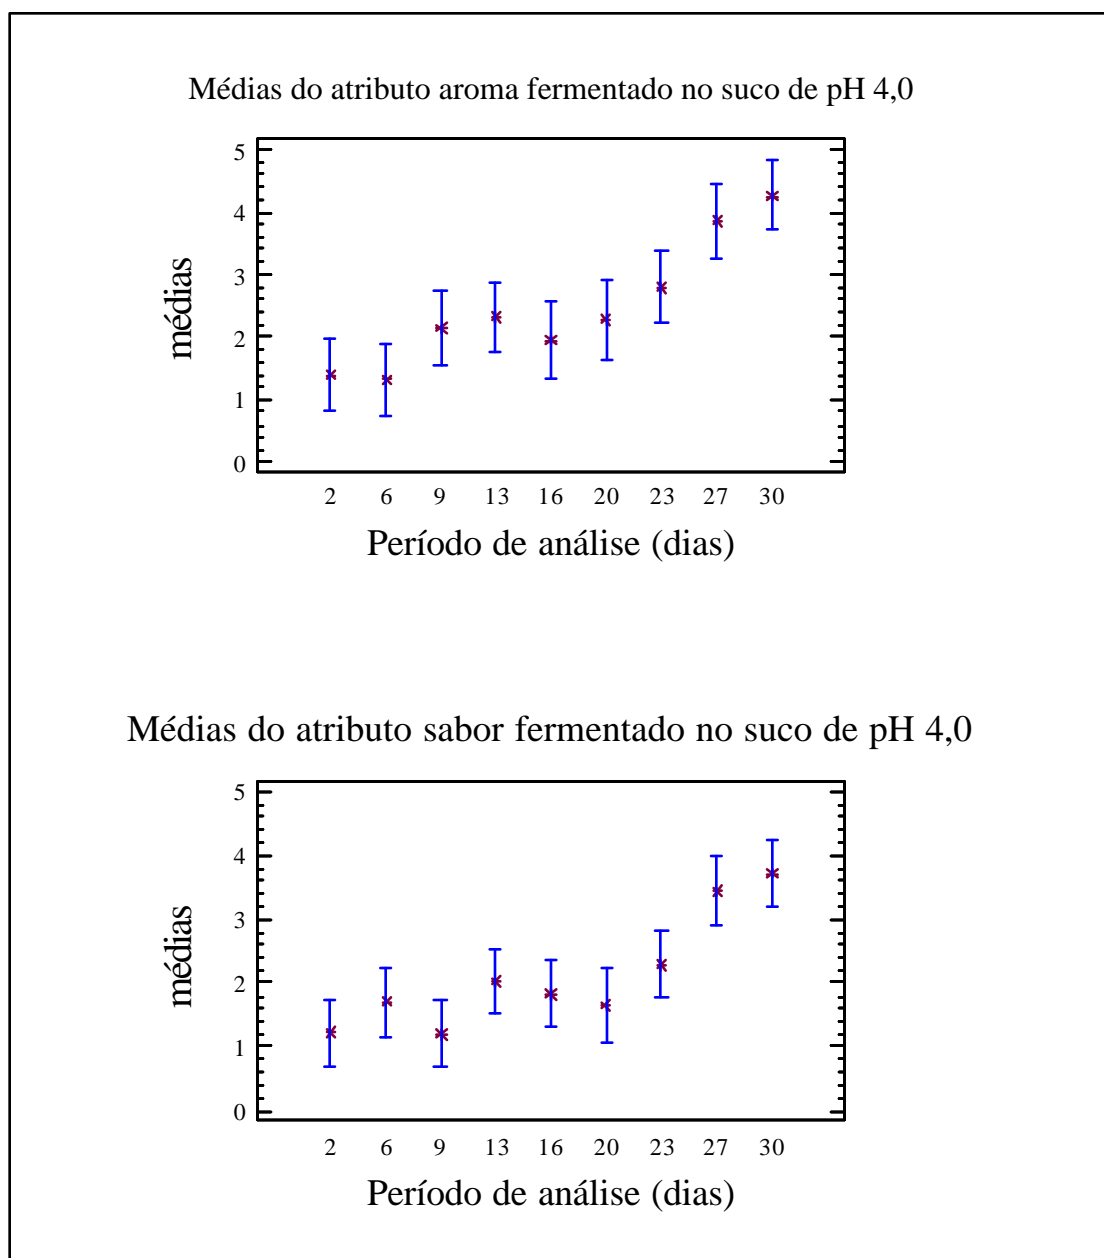 Médias do atributo aroma fermentado no suco de pH 4,0
5
4
3
2
1
0
médias
2 6 9 13 16 20 23 27 30
Período de análise (dias)
Médias do atributo sabor fermentado no suco de pH 4,0
5
4
3
2
1
0
médias
2 6 9 13 16 20 23 27 30
Período de análise (dias)